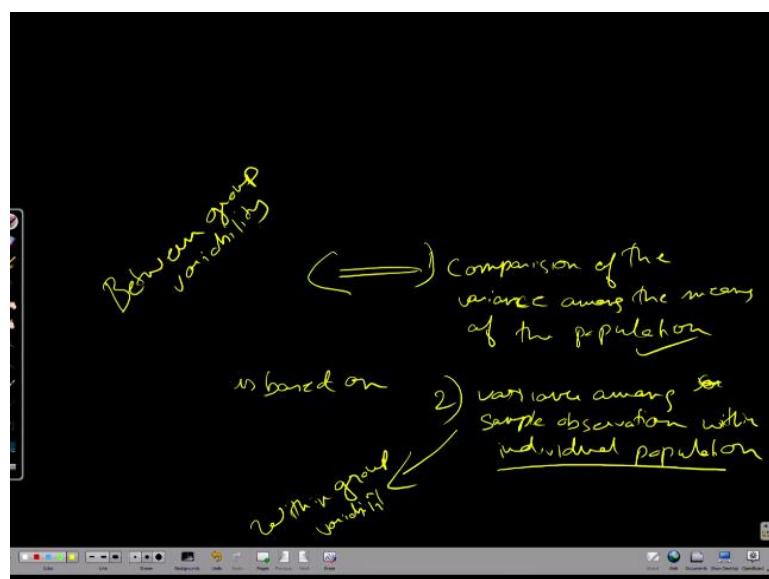 Between group
variability
1) Comparision of the
variance among the means
of the population
is based on
2) variance among
sample observation within
individual population
Within group
variability